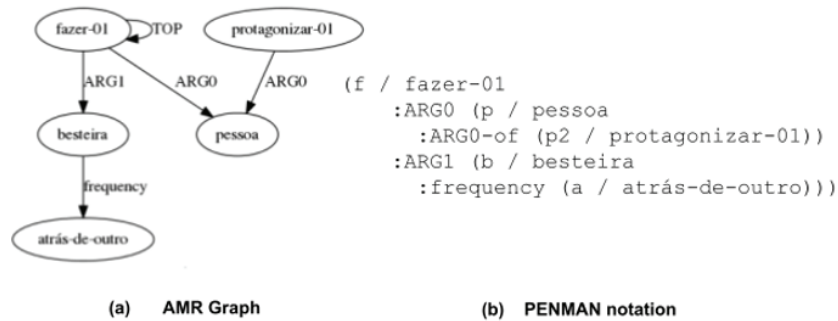 fazer-01
TOP
protagonizar-01
ARG1
ARG0
ARG0
besteira
pessoa
frequency
atrás-de-outro
(f / fazer-01
:ARG0 (p / pessoa
:ARG0-of (p2 / protagonizar-01))
:ARG1 (b / besteira
:frequency (a / atrás-de-outro)))
(a) AMR Graph
(b) PENMAN notation